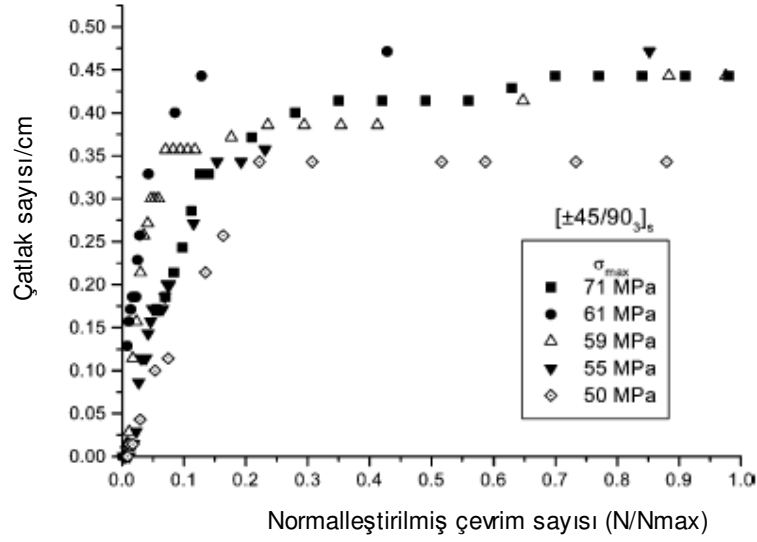 Çatlak sayısı/cm
0.50
0.45
0.40
0.35
0.30
0.25
0.20
0.15
0.10
0.05
0.00
[±45/90₃]ₛ
σmax
71 MPa
61 MPa
59 MPa
55 MPa
50 MPa
0.0 0.1 0.2 0.3 0.4 0.5 0.6 0.7 0.8 0.9 1.0
Normalleştirilmiş çevrim sayısı (N/Nmax)